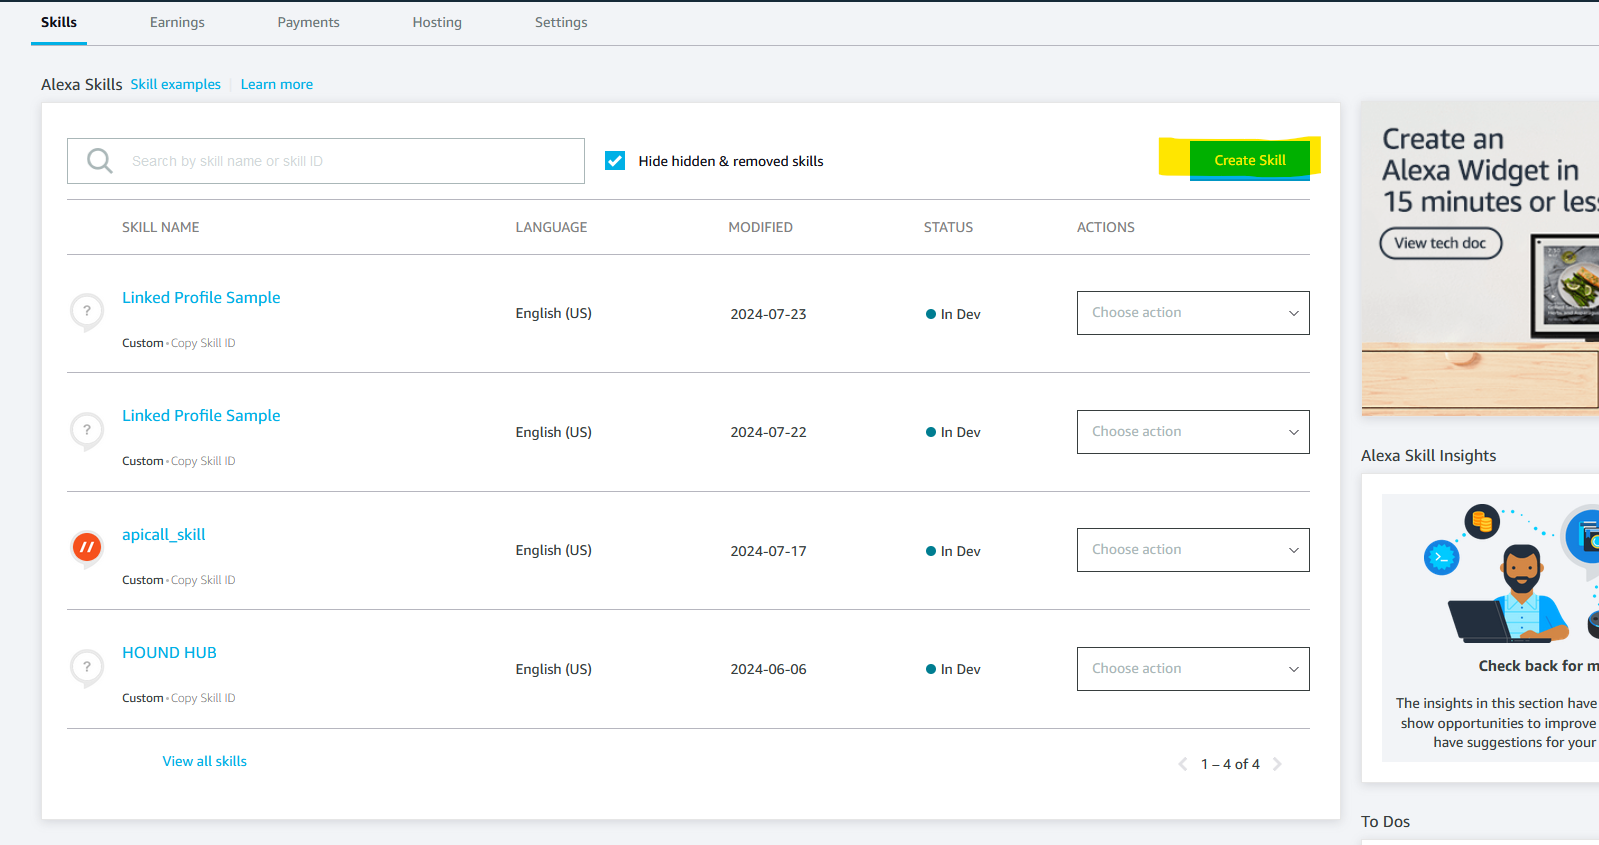 Skills Earnings Payments Hosting Settings
Alexa Skills Skill examples Learn more
Search by skill name or skill ID
Hide hidden & removed skills
Create Skill
SKILL NAME LANGUAGE MODIFIED STATUS ACTIONS
Linked Profile Sample
English (US) 2024-07-23 In Dev Choose action
Custom • Copy Skill ID
Linked Profile Sample
English (US) 2024-07-22 In Dev Choose action
Custom • Copy Skill ID
apicall_skill
English (US) 2024-07-17 In Dev Choose action
Custom • Copy Skill ID
HOUND HUB
English (US) 2024-06-06 In Dev Choose action
Custom • Copy Skill ID
View all skills
1 – 4 of 4
Create an
Alexa Widget in
15 minutes or les
View tech doc
Alexa Skill Insights
Check back for m
The insights in this section have
show opportunities to improve
have suggestions for your
To Dos